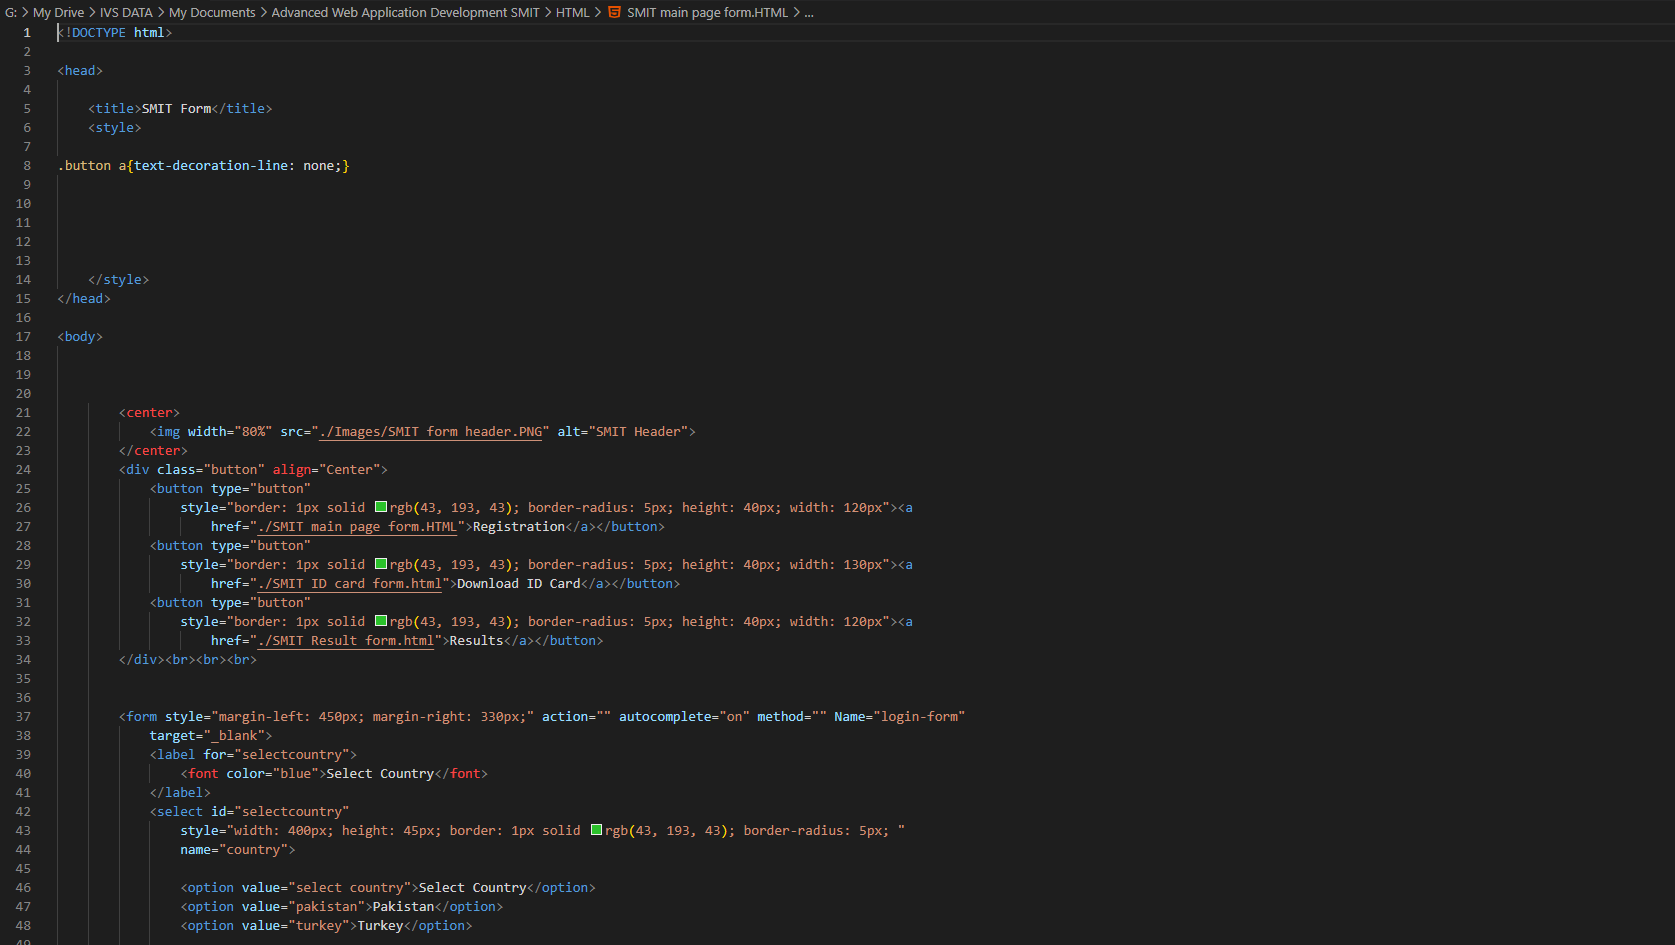 G: > My Drive > IVS DATA > My Documents > Advanced Web Application Development SMIT > HTML > SMIT main page form.HTML > ...
1 <!DOCTYPE html>
2
3 <head>
4
5     <title>SMIT Form</title>
6     <style>
7
8 .button a{text-decoration-line: none;}
9
10
11
12
13
14     </style>
15 </head>
16
17 <body>
18
19
20
21         <center>
22             <img width="80%" src="./Images/SMIT form header.PNG" alt="SMIT Header">
23         </center>
24         <div class="button" align="Center">
25             <button type="button"
26                 style="border: 1px solid rgb(43, 193, 43); border-radius: 5px; height: 40px; width: 120px"><a
27                     href="./SMIT main page form.HTML">Registration</a></button>
28             <button type="button"
29                 style="border: 1px solid rgb(43, 193, 43); border-radius: 5px; height: 40px; width: 130px"><a
30                     href="./SMIT ID card form.html">Download ID Card</a></button>
31             <button type="button"
32                 style="border: 1px solid rgb(43, 193, 43); border-radius: 5px; height: 40px; width: 120px"><a
33                     href="./SMIT Result form.html">Results</a></button>
34         </div><br><br><br>
35
36
37         <form style="margin-left: 450px; margin-right: 330px;" action="" autocomplete="on" method="" Name="login-form"
38             target="_blank">
39             <label for="selectcountry">
40                 <font color="blue">Select Country</font>
41             </label>
42             <select id="selectcountry"
43                 style="width: 400px; height: 45px; border: 1px solid rgb(43, 193, 43); border-radius: 5px; "
44                 name="country">
45
46                 <option value="select country">Select Country</option>
47                 <option value="pakistan">Pakistan</option>
48                 <option value="turkey">Turkey</option>
49